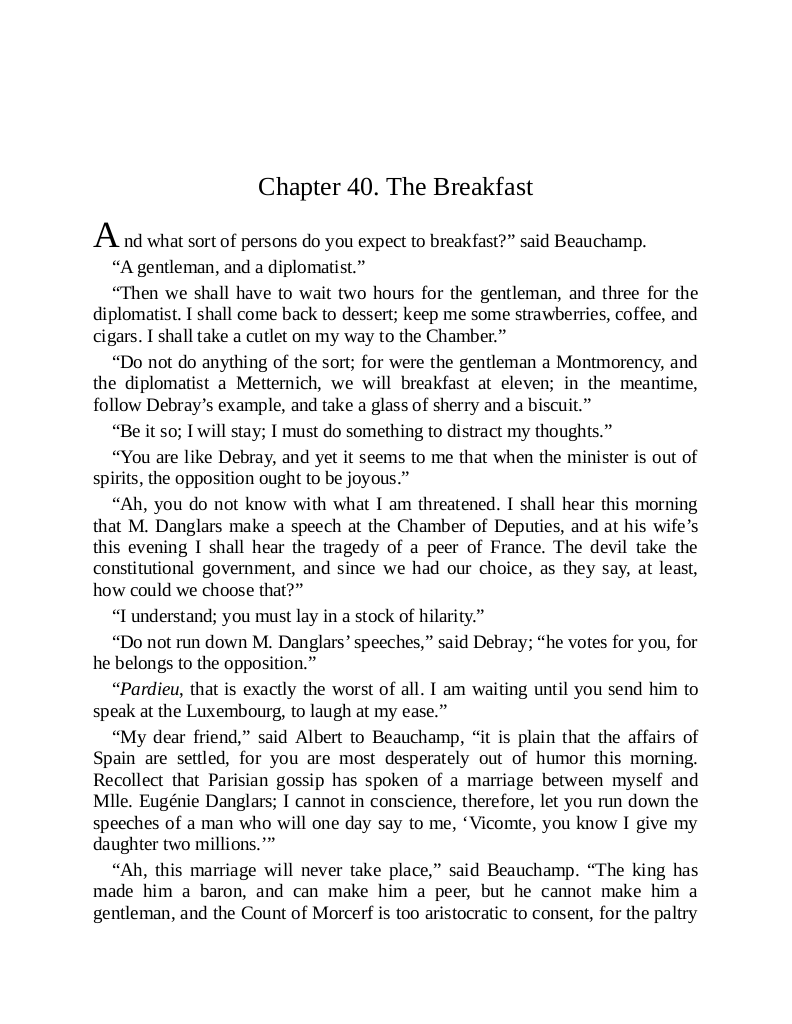 Chapter 40. The Breakfast
And what sort of persons do you expect to breakfast?” said Beauchamp.
“A gentleman, and a diplomatist.”
“Then we shall have to wait two hours for the gentleman, and three for the
diplomatist. I shall come back to dessert; keep me some strawberries, coffee, and
cigars. I shall take a cutlet on my way to the Chamber.”
“Do not do anything of the sort; for were the gentleman a Montmorency, and
the diplomatist a Metternich, we will breakfast at eleven; in the meantime,
follow Debray’s example, and take a glass of sherry and a biscuit.”
“Be it so; I will stay; I must do something to distract my thoughts.”
“You are like Debray, and yet it seems to me that when the minister is out of
spirits, the opposition ought to be joyous.”
“Ah, you do not know with what I am threatened. I shall hear this morning
that M. Danglars make a speech at the Chamber of Deputies, and at his wife’s
this evening I shall hear the tragedy of a peer of France. The devil take the
constitutional government, and since we had our choice, as they say, at least,
how could we choose that?”
“I understand; you must lay in a stock of hilarity.”
“Do not run down M. Danglars’ speeches,” said Debray; “he votes for you, for
he belongs to the opposition.”
“Pardieu, that is exactly the worst of all. I am waiting until you send him to
speak at the Luxembourg, to laugh at my ease.”
“My dear friend,” said Albert to Beauchamp, “it is plain that the affairs of
Spain are settled, for you are most desperately out of humor this morning.
Recollect that Parisian gossip has spoken of a marriage between myself and
Mlle. Eugénie Danglars; I cannot in conscience, therefore, let you run down the
speeches of a man who will one day say to me, ‘Vicomte, you know I give my
daughter two millions.’”
“Ah, this marriage will never take place,” said Beauchamp. “The king has
made him a baron, and can make him a peer, but he cannot make him a
gentleman, and the Count of Morcerf is too aristocratic to consent, for the paltry